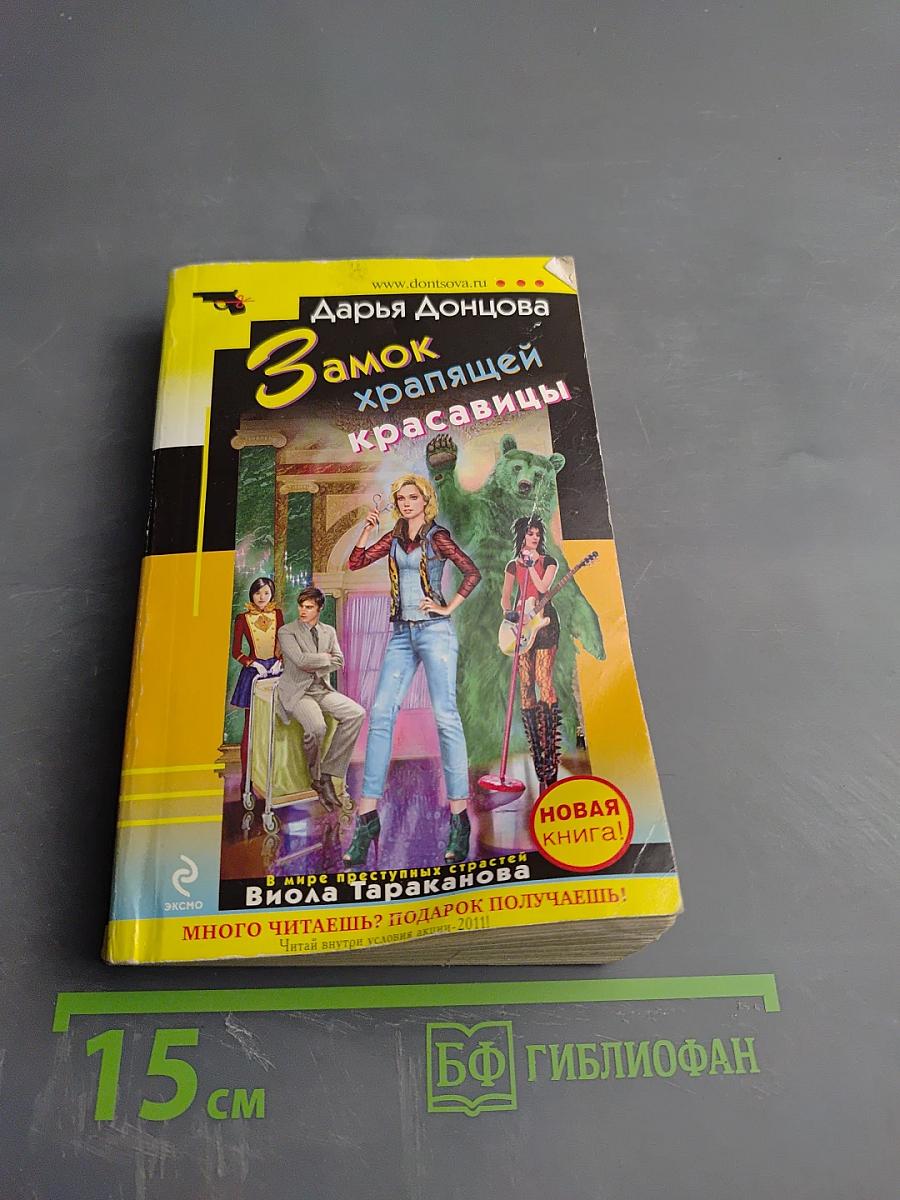 www.dontsova.ru
Дарья Донцова
Замок
храпящей
красавицы
НОВАЯ
книга!
В мире преступных страстей
Виола Тараканова
ЭКСМО
МНОГО ЧИТАЕШЬ? ПОДАРОК ПОЛУЧАЕШЬ!
Читай внутри условия акции-2011!
15 см
БФ ГИБЛИОФАН